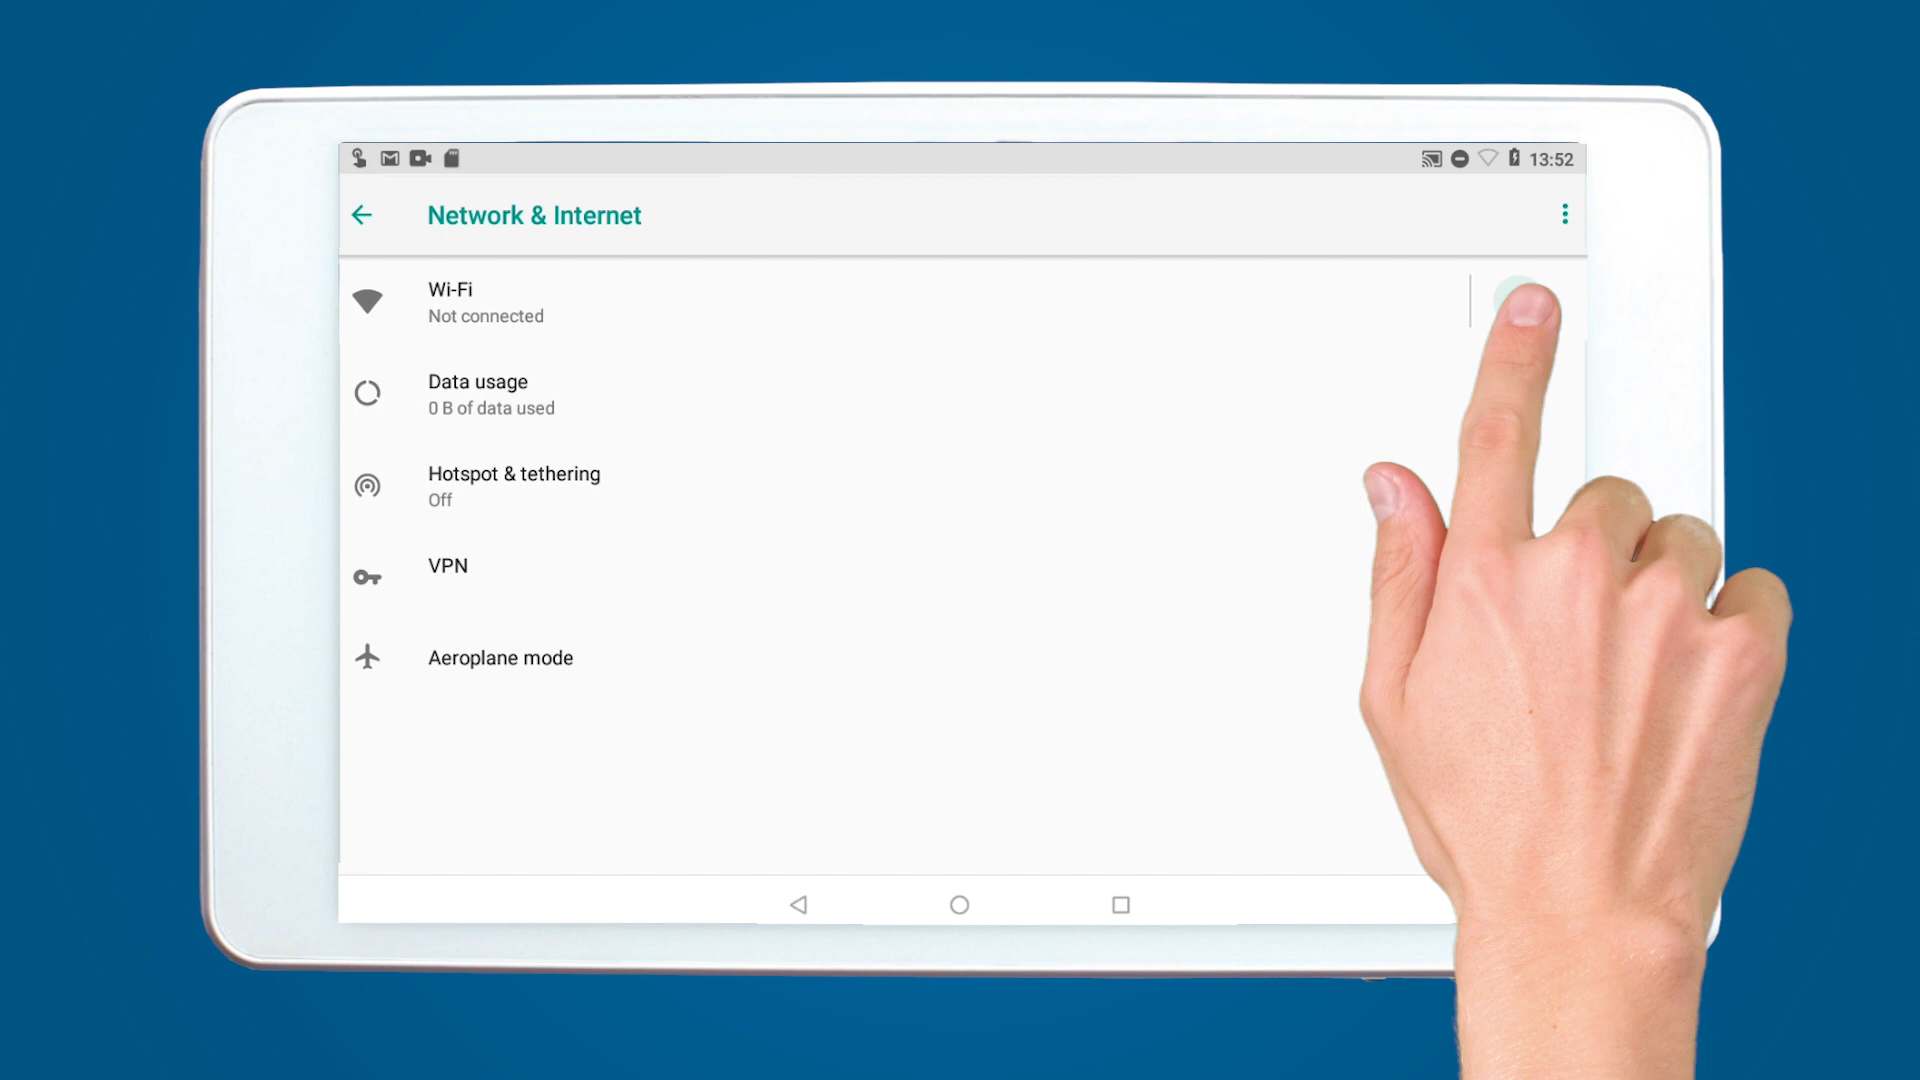 13:52
Network & Internet
Wi-Fi
Not connected
Data usage
0 B of data used
Hotspot & tethering
Off
VPN
Aeroplane mode